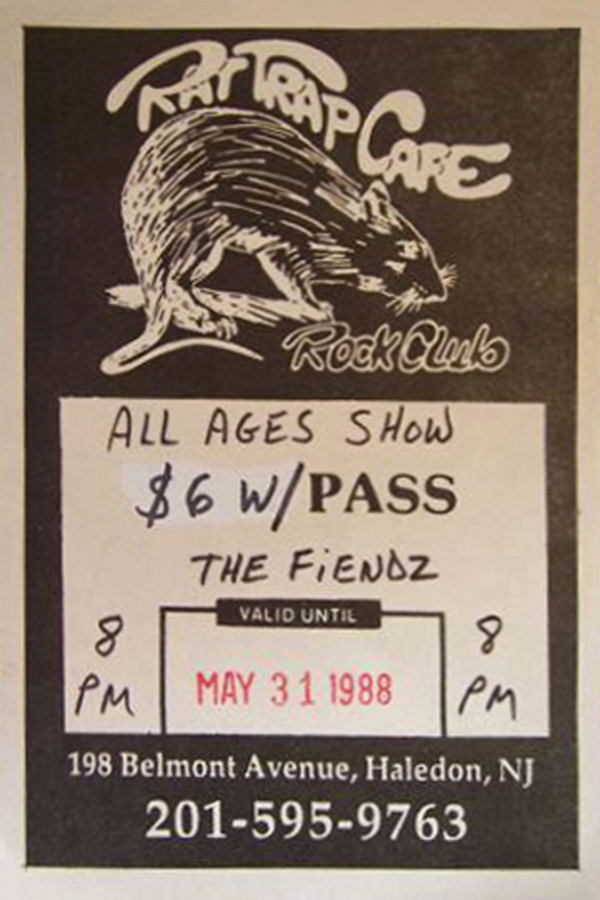 Rat Trap Cafe
Rock Club
ALL AGES SHOW
$6 W/PASS
THE FiENDZ
VALID UNTIL
8 PM
MAY 31 1988
8 PM
198 Belmont Avenue, Haledon, NJ
201-595-9763